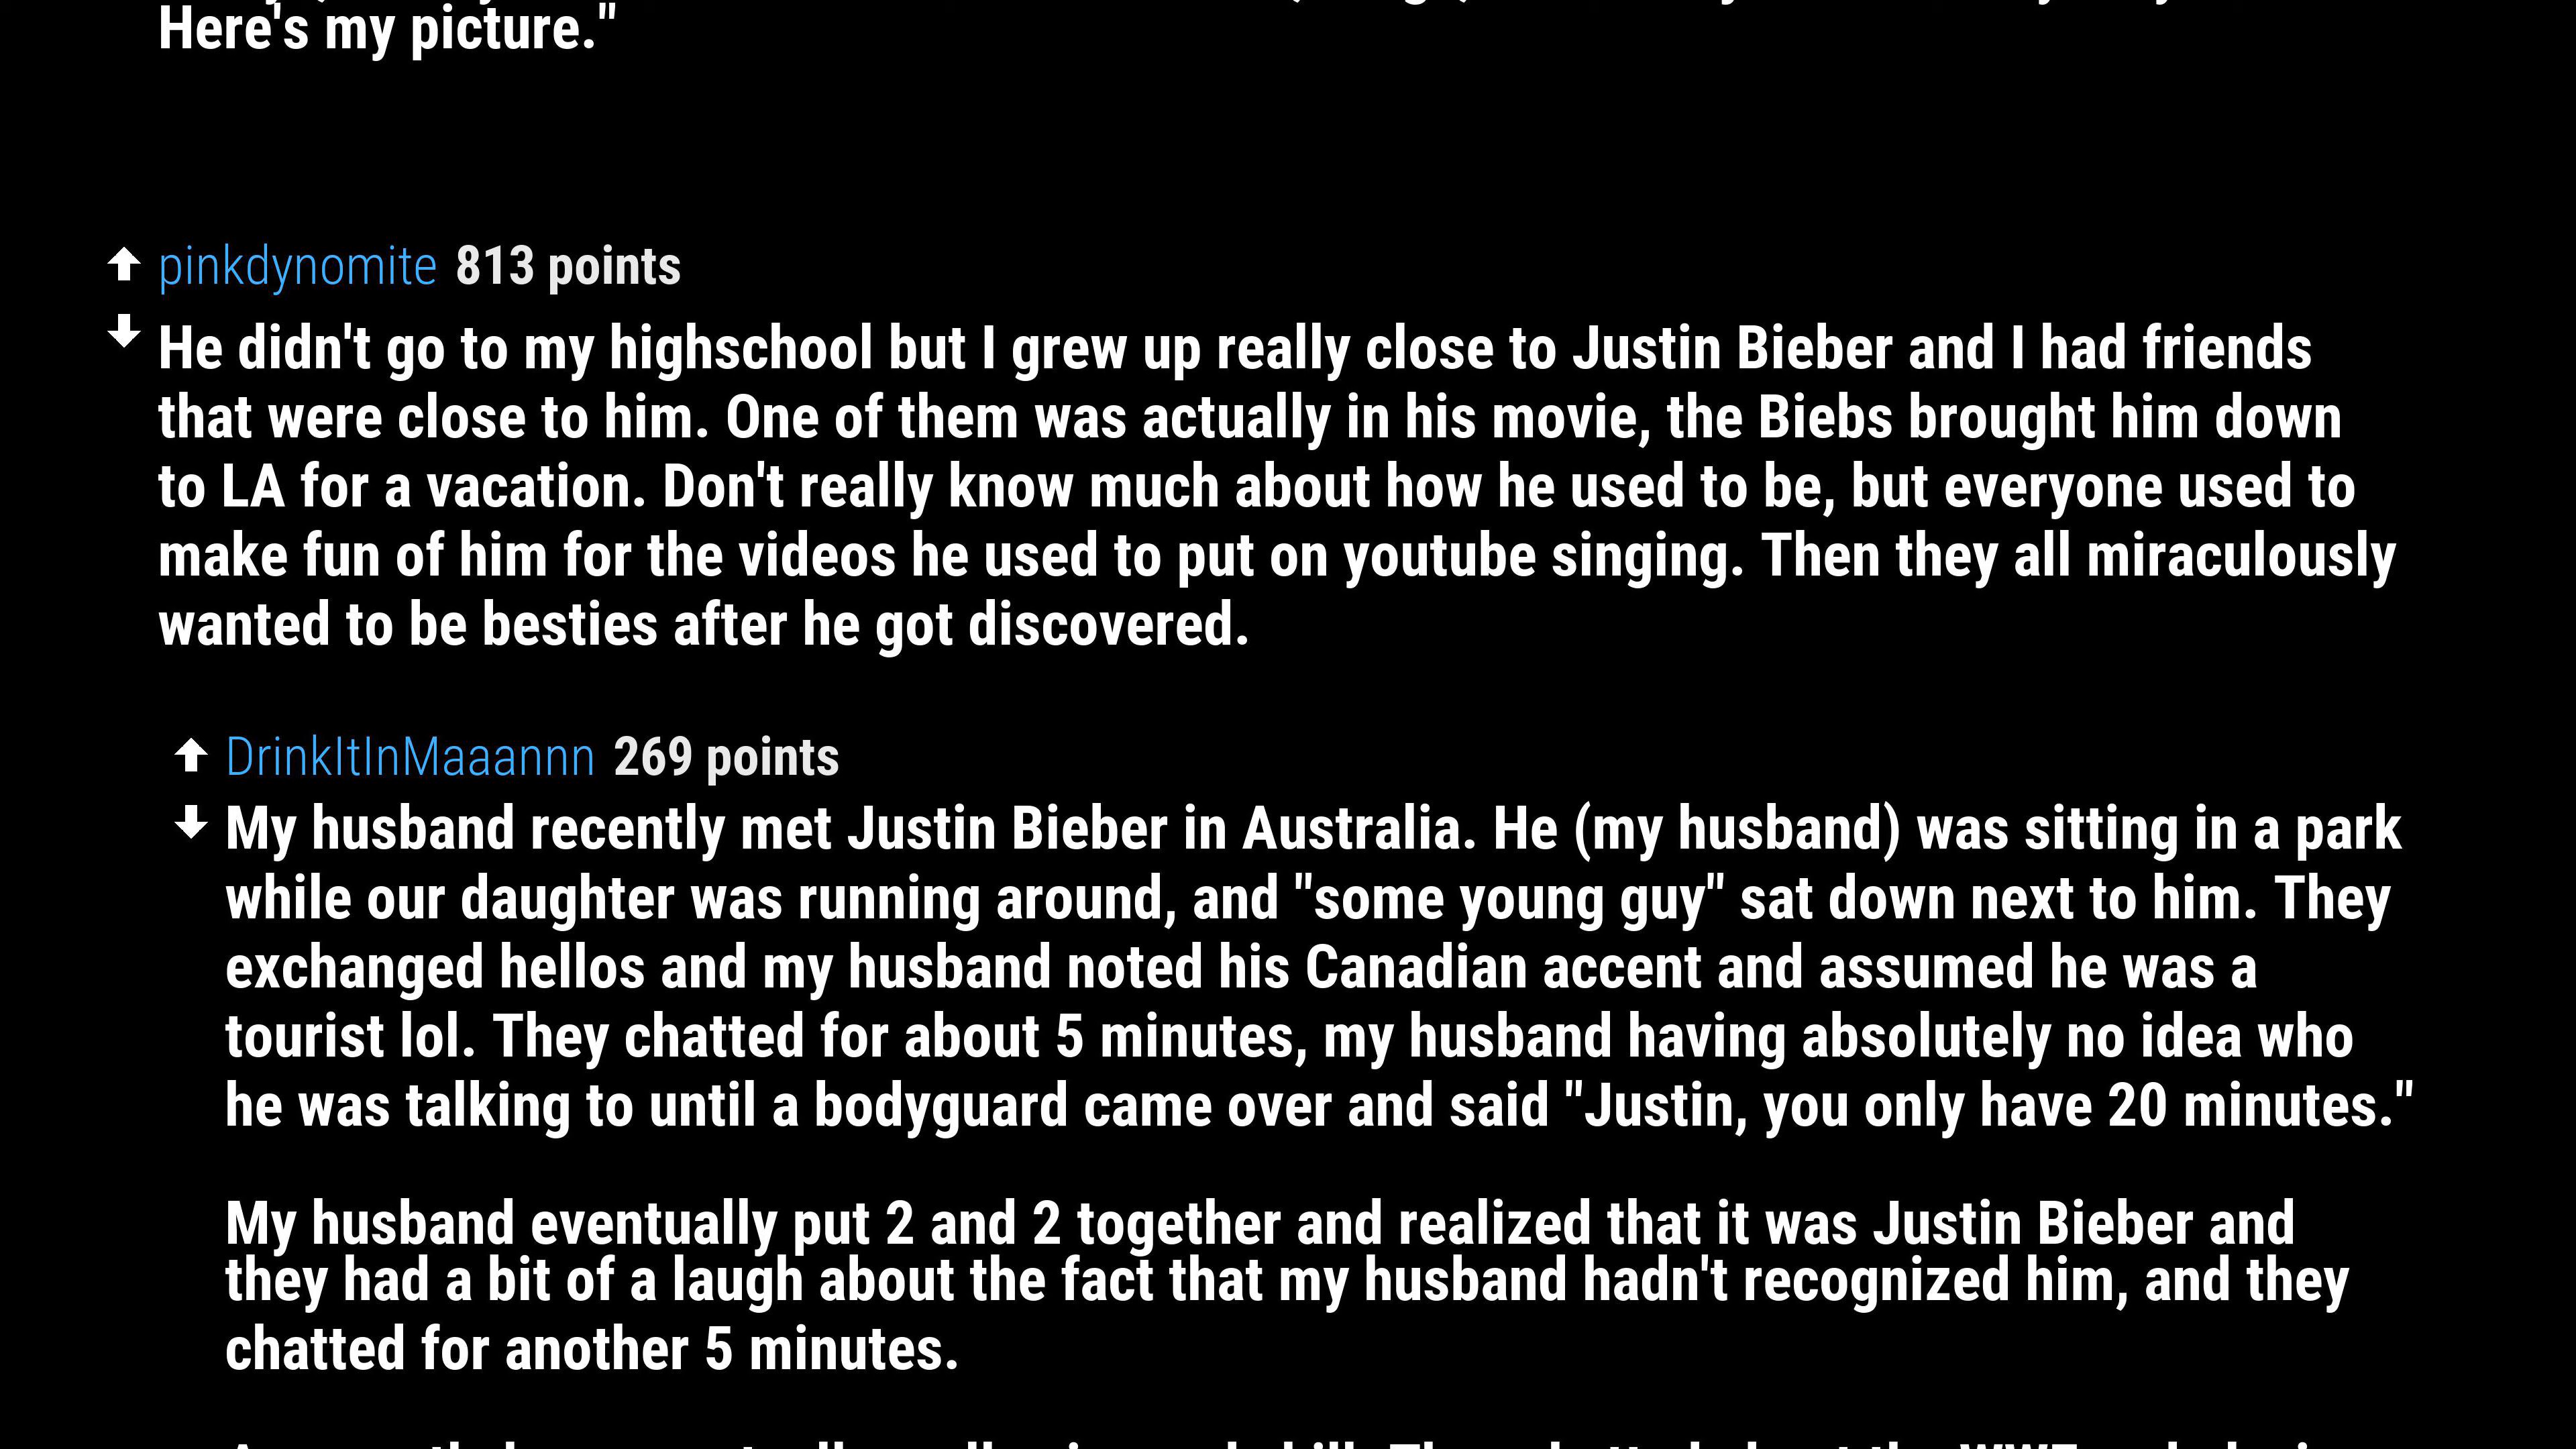 Here's my picture."
pinkdynomite 813 points
He didn't go to my highschool but I grew up really close to Justin Bieber and I had friends
that were close to him. One of them was actually in his movie, the Biebs brought him down
to LA for a vacation. Don't really know much about how he used to be, but everyone used to
make fun of him for the videos he used to put on youtube singing. Then they all miraculously
wanted to be besties after he got discovered.
DrinkItInMaaannn 269 points
My husband recently met Justin Bieber in Australia. He (my husband) was sitting in a park
while our daughter was running around, and "some young guy" sat down next to him. They
exchanged hellos and my husband noted his Canadian accent and assumed he was a
tourist lol. They chatted for about 5 minutes, my husband having absolutely no idea who
he was talking to until a bodyguard came over and said "Justin, you only have 20 minutes."
My husband eventually put 2 and 2 together and realized that it was Justin Bieber and
they had a bit of a laugh about the fact that my husband hadn't recognized him, and they
chatted for another 5 minutes.